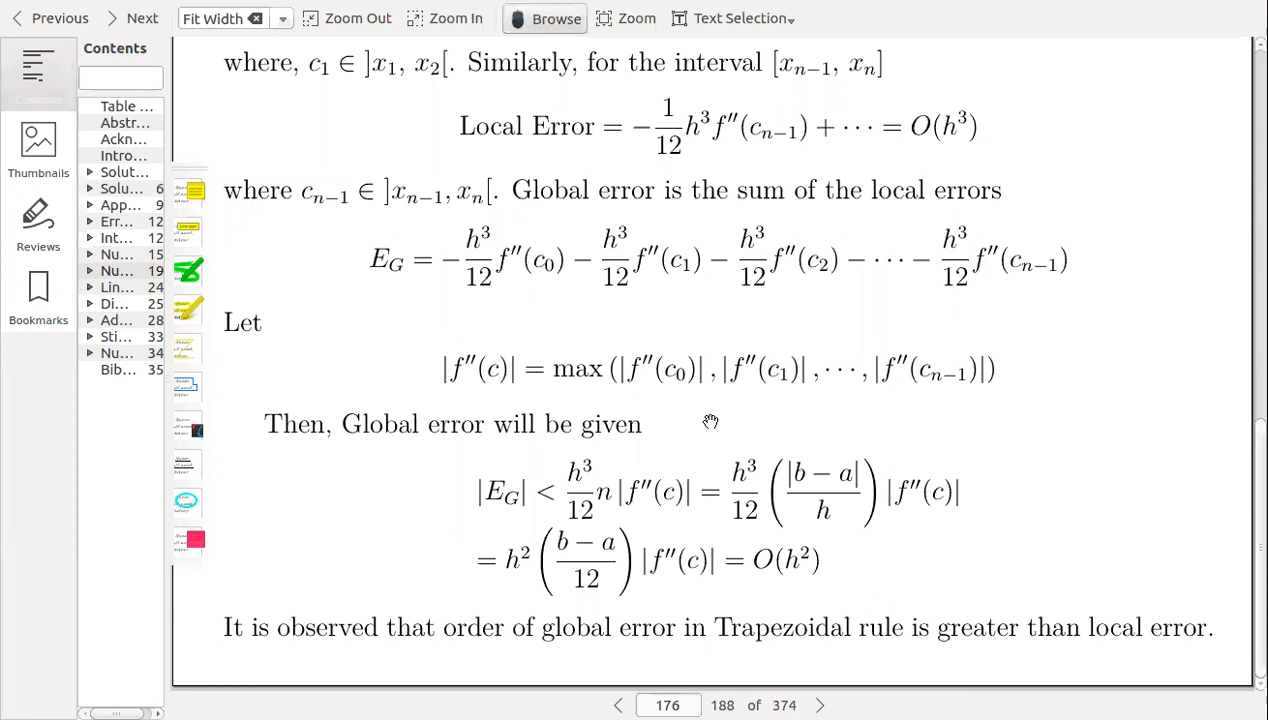 Previous Next Fit Width Zoom Out Zoom In Browse Zoom Text Selection
Contents
Thumbnails
Reviews
Bookmarks
Table ...
Abstr...
Ackn...
Intro...
Solut...
Solu... 6
App... 9
Err... 12
Int... 12
Nu... 15
Nu... 19
Lin... 24
Di... 25
Ad... 28
Sti... 33
Nu... 34
Bib... 35
where, c₁ ∈ ]x₁, x₂[. Similarly, for the interval [xₙ₋₁, xₙ]
Local Error = −1/12 h³f″(cₙ₋₁) + ··· = O(h³)
where cₙ₋₁ ∈ ]xₙ₋₁, xₙ[. Global error is the sum of the local errors
E_G = −h³/12 f″(c₀) − h³/12 f″(c₁) − h³/12 f″(c₂) − ··· − h³/12 f″(cₙ₋₁)
Let
|f″(c)| = max (|f″(c₀)| , |f″(c₁)| , ··· , |f″(cₙ₋₁)|)
Then, Global error will be given
|E_G| < h³/12 n |f″(c)| = h³/12 (|b − a|/h) |f″(c)|
= h² (b − a/12) |f″(c)| = O(h²)
It is observed that order of global error in Trapezoidal rule is greater than local error.
176 188 of 374